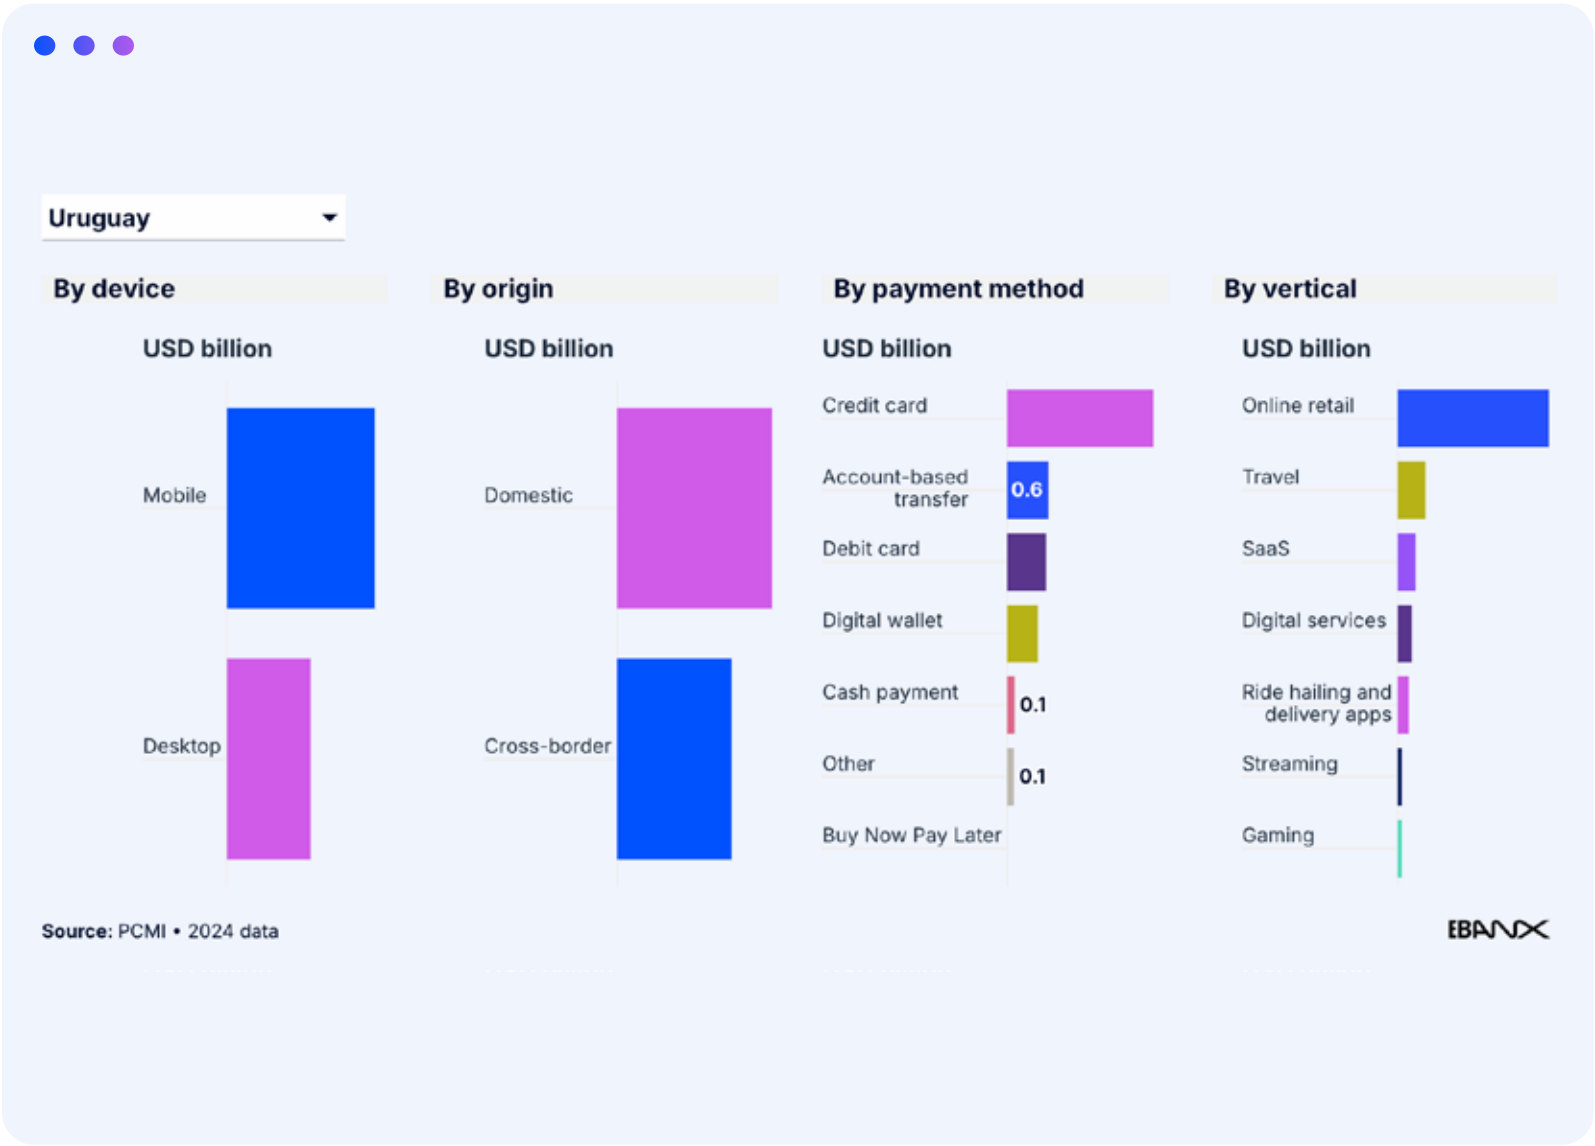 Uruguay
By device
USD billion
Mobile
Desktop
By origin
USD billion
Domestic
Cross-border
By payment method
USD billion
Credit card
Account-based
transfer
0.6
Debit card
Digital wallet
Cash payment
0.1
Other
0.1
Buy Now Pay Later
By vertical
USD billion
Online retail
Travel
SaaS
Digital services
Ride hailing and
delivery apps
Streaming
Gaming
Source: PCMI • 2024 data
EBANX